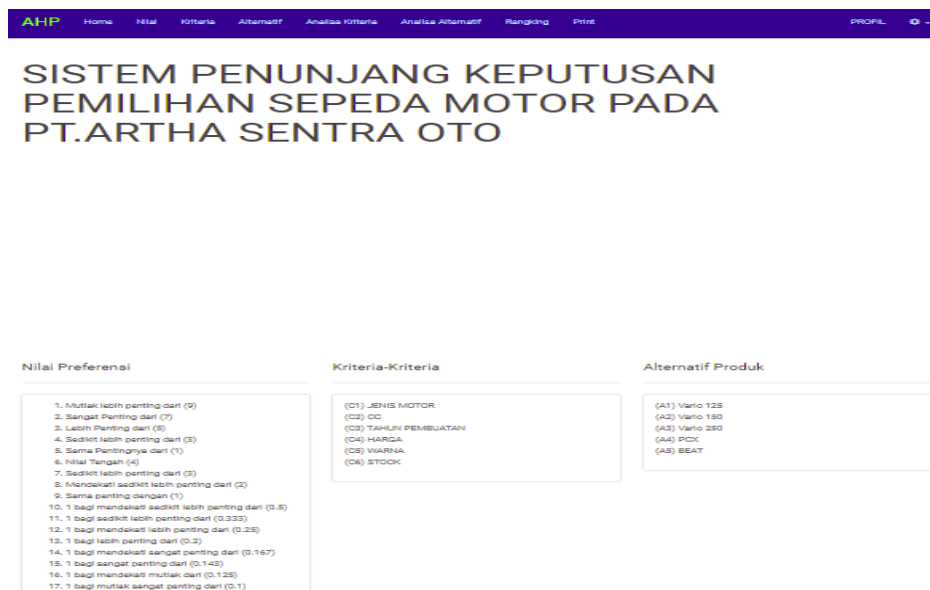 AHP Home Nilai Kriteria Alternatif Analisa Kriteria Analisa Alternatif Rangking Print PROFIL
SISTEM PENUNJANG KEPUTUSAN
PEMILIHAN SEPEDA MOTOR PADA
PT.ARTHA SENTRA OTO
Nilai Preferensi
1. Mutlak lebih penting dari (9)
2. Sangat Penting dari (7)
3. Lebih Penting dari (5)
4. Sedikit lebih penting dari (3)
5. Sama Pentingnya dari (1)
6. Nilai Tengah (4)
7. Sedikit lebih penting dari (3)
8. Mendekati sedikit lebih penting dari (2)
9. Sama penting dengan (1)
10. 1 bagi mendekati sedikit lebih penting dari (0.5)
11. 1 bagi sedikit lebih penting dari (0.333)
12. 1 bagi mendekati lebih penting dari (0.25)
13. 1 bagi lebih penting dari (0.2)
14. 1 bagi mendekati sangat penting dari (0.167)
15. 1 bagi sangat penting dari (0.143)
16. 1 bagi mendekati mutlak dari (0.125)
17. 1 bagi mutlak sangat penting dari (0.1)
Kriteria-Kriteria
(C1) JENIS MOTOR
(C2) CC
(C3) TAHUN PEMBUATAN
(C4) HARGA
(C5) WARNA
(C6) STOCK
Alternatif Produk
(A1) Vario 125
(A2) Vario 150
(A3) Vario 250
(A4) PCX
(A5) BEAT